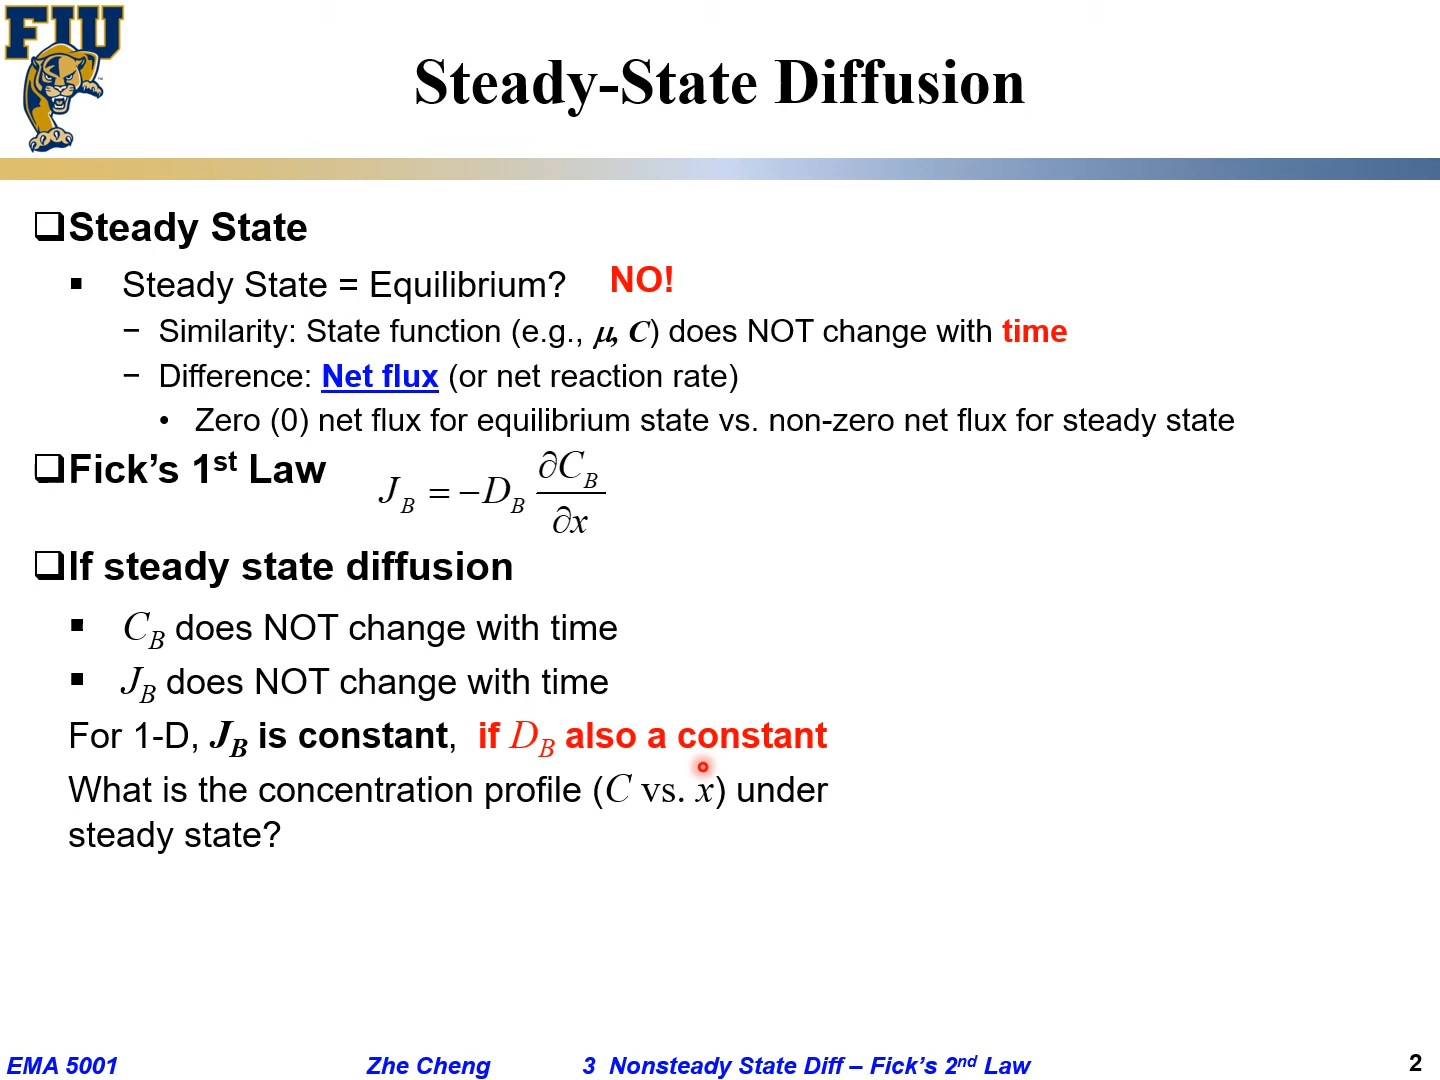 FIU
Steady-State Diffusion
❑Steady State
▪ Steady State = Equilibrium? NO!
− Similarity: State function (e.g., μ, C) does NOT change with time
− Difference: Net flux (or net reaction rate)
• Zero (0) net flux for equilibrium state vs. non-zero net flux for steady state
❑Fick’s 1st Law J_B = −D_B ∂C_B/∂x
❑If steady state diffusion
▪ C_B does NOT change with time
▪ J_B does NOT change with time
For 1-D, J_B is constant, if D_B also a constant
What is the concentration profile (C vs. x) under
steady state?
EMA 5001 Zhe Cheng 3 Nonsteady State Diff – Fick’s 2nd Law 2